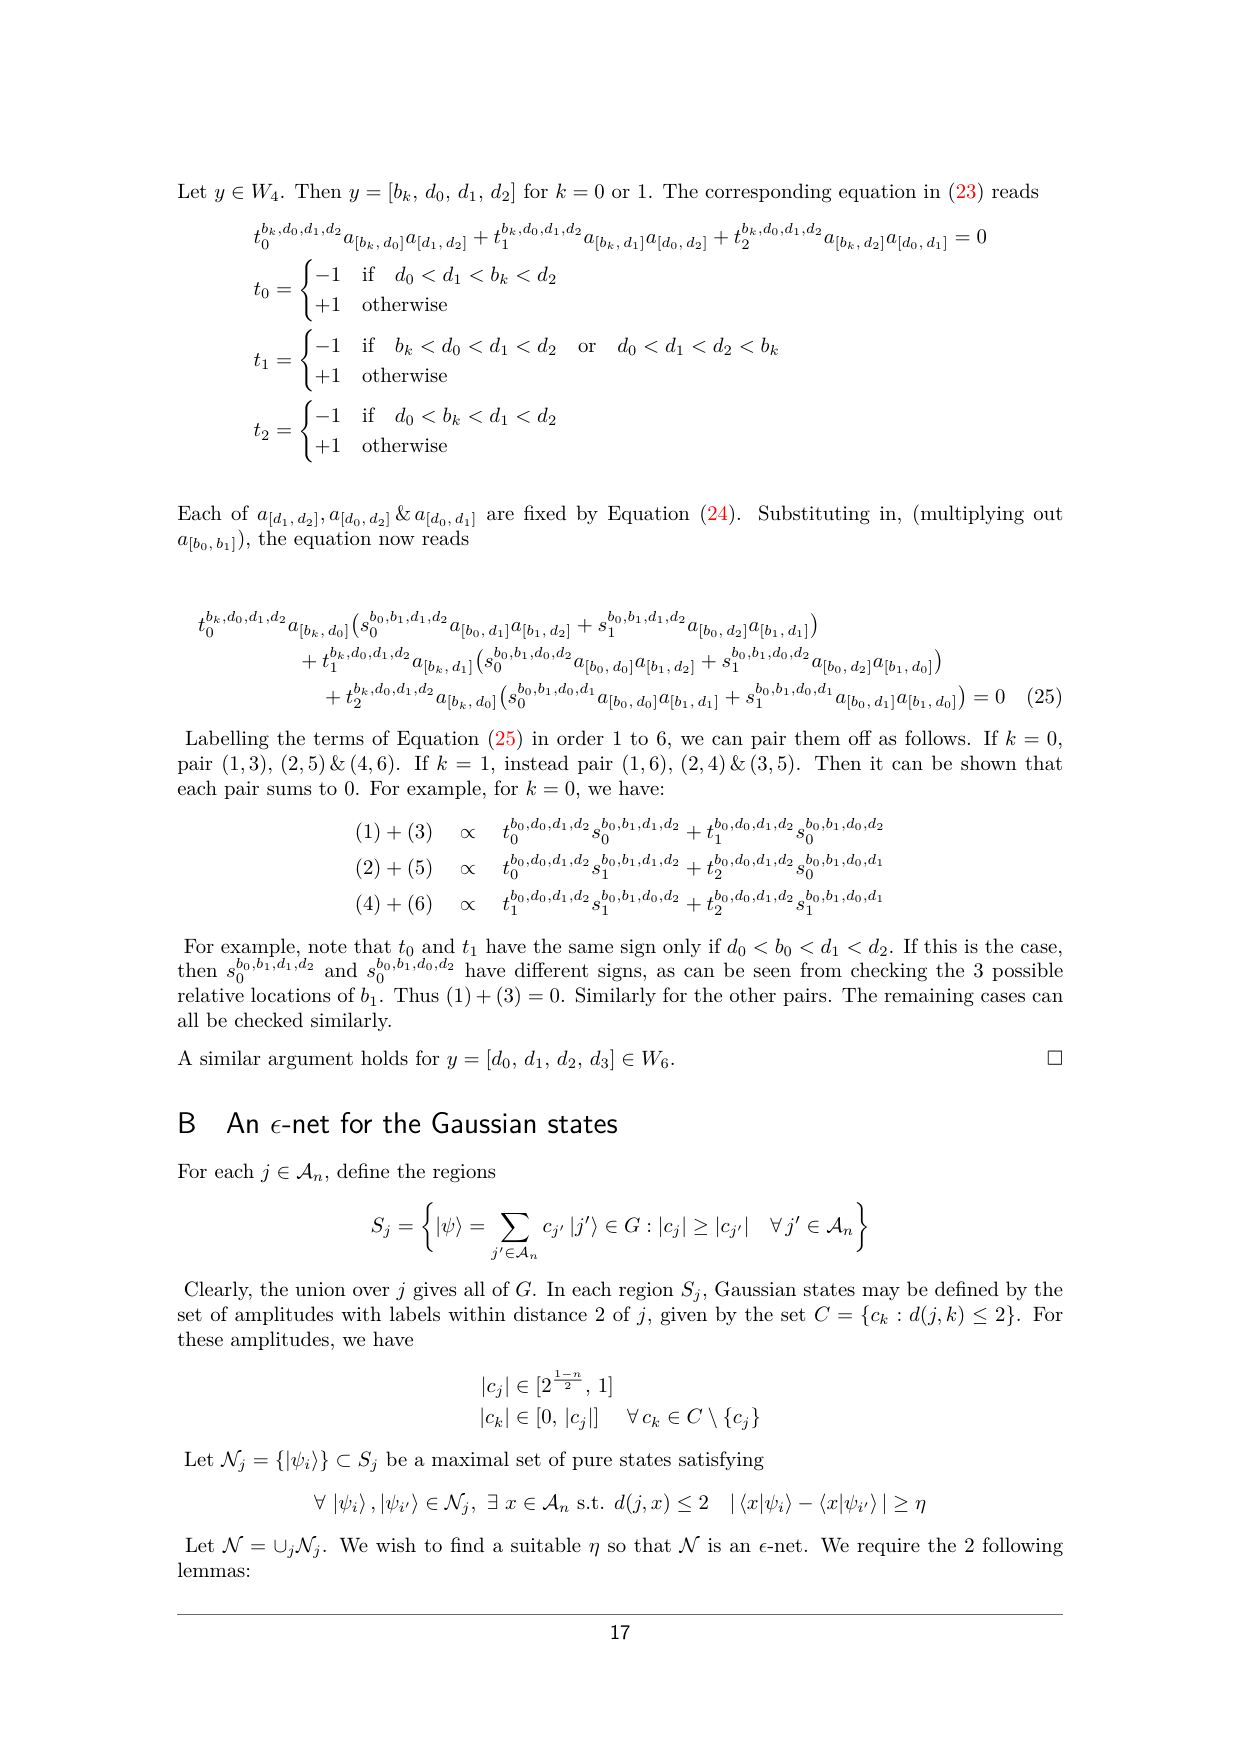 Let $y \in W_4$. Then $y = [b_k, d_0, d_1, d_2]$ for $k = 0$ or $1$. The corresponding equation in (23) reads
$t_0^{b_k,d_0,d_1,d_2} a_{[b_k, d_0]} a_{[d_1, d_2]} + t_1^{b_k,d_0,d_1,d_2} a_{[b_k, d_1]} a_{[d_0, d_2]} + t_2^{b_k,d_0,d_1,d_2} a_{[b_k, d_2]} a_{[d_0, d_1]} = 0$
$t_0 = \begin{cases} -1 & \text{if} \quad d_0 < d_1 < b_k < d_2 \\ +1 & \text{otherwise} \end{cases}$
$t_1 = \begin{cases} -1 & \text{if} \quad b_k < d_0 < d_1 < d_2 \quad \text{or} \quad d_0 < d_1 < d_2 < b_k \\ +1 & \text{otherwise} \end{cases}$
$t_2 = \begin{cases} -1 & \text{if} \quad d_0 < b_k < d_1 < d_2 \\ +1 & \text{otherwise} \end{cases}$
Each of $a_{[d_1, d_2]}, a_{[d_0, d_2]} \& a_{[d_0, d_1]}$ are fixed by Equation (24). Substituting in, (multiplying out
$a_{[b_0, b_1]}$), the equation now reads
$t_0^{b_k,d_0,d_1,d_2} a_{[b_k, d_0]} \big( s_0^{b_0,b_1,d_1,d_2} a_{[b_0, d_1]} a_{[b_1, d_2]} + s_1^{b_0,b_1,d_1,d_2} a_{[b_0, d_2]} a_{[b_1, d_1]} \big)$
$+ t_1^{b_k,d_0,d_1,d_2} a_{[b_k, d_1]} \big( s_0^{b_0,b_1,d_0,d_2} a_{[b_0, d_0]} a_{[b_1, d_2]} + s_1^{b_0,b_1,d_0,d_2} a_{[b_0, d_2]} a_{[b_1, d_0]} \big)$
$+ t_2^{b_k,d_0,d_1,d_2} a_{[b_k, d_0]} \big( s_0^{b_0,b_1,d_0,d_1} a_{[b_0, d_0]} a_{[b_1, d_1]} + s_1^{b_0,b_1,d_0,d_1} a_{[b_0, d_1]} a_{[b_1, d_0]} \big) = 0$ (25)
Labelling the terms of Equation (25) in order 1 to 6, we can pair them off as follows. If $k = 0$,
pair $(1, 3), (2, 5) \& (4, 6)$. If $k = 1$, instead pair $(1, 6), (2, 4) \& (3, 5)$. Then it can be shown that
each pair sums to 0. For example, for $k = 0$, we have:
$(1) + (3) \propto t_0^{b_0,d_0,d_1,d_2} s_0^{b_0,b_1,d_1,d_2} + t_1^{b_0,d_0,d_1,d_2} s_0^{b_0,b_1,d_0,d_2}$
$(2) + (5) \propto t_0^{b_0,d_0,d_1,d_2} s_1^{b_0,b_1,d_1,d_2} + t_2^{b_0,d_0,d_1,d_2} s_0^{b_0,b_1,d_0,d_1}$
$(4) + (6) \propto t_1^{b_0,d_0,d_1,d_2} s_1^{b_0,b_1,d_0,d_2} + t_2^{b_0,d_0,d_1,d_2} s_1^{b_0,b_1,d_0,d_1}$
For example, note that $t_0$ and $t_1$ have the same sign only if $d_0 < b_0 < d_1 < d_2$. If this is the case,
then $s_0^{b_0,b_1,d_1,d_2}$ and $s_0^{b_0,b_1,d_0,d_2}$ have different signs, as can be seen from checking the 3 possible
relative locations of $b_1$. Thus $(1) + (3) = 0$. Similarly for the other pairs. The remaining cases can
all be checked similarly.
A similar argument holds for $y = [d_0, d_1, d_2, d_3] \in W_6$. □
B An $\epsilon$-net for the Gaussian states
For each $j \in \mathcal{A}_n$, define the regions
$S_j = \left\{ |\psi\rangle = \sum_{j' \in \mathcal{A}_n} c_{j'} |j'\rangle \in G : |c_j| \geq |c_{j'}| \quad \forall j' \in \mathcal{A}_n \right\}$
Clearly, the union over $j$ gives all of $G$. In each region $S_j$, Gaussian states may be defined by the
set of amplitudes with labels within distance 2 of $j$, given by the set $C = \{c_k : d(j, k) \leq 2\}$. For
these amplitudes, we have
$|c_j| \in [2^{\frac{1-n}{2}}, 1]$
$|c_k| \in [0, |c_j|] \quad \forall c_k \in C \setminus \{c_j\}$
Let $\mathcal{N}_j = \{|\psi_i\rangle\} \subset S_j$ be a maximal set of pure states satisfying
$\forall |\psi_i\rangle, |\psi_{i'}\rangle \in \mathcal{N}_j, \exists x \in \mathcal{A}_n \text{ s.t. } d(j, x) \leq 2 \quad |\langle x|\psi_i\rangle - \langle x|\psi_{i'}\rangle| \geq \eta$
Let $\mathcal{N} = \cup_j \mathcal{N}_j$. We wish to find a suitable $\eta$ so that $\mathcal{N}$ is an $\epsilon$-net. We require the 2 following
lemmas:
17